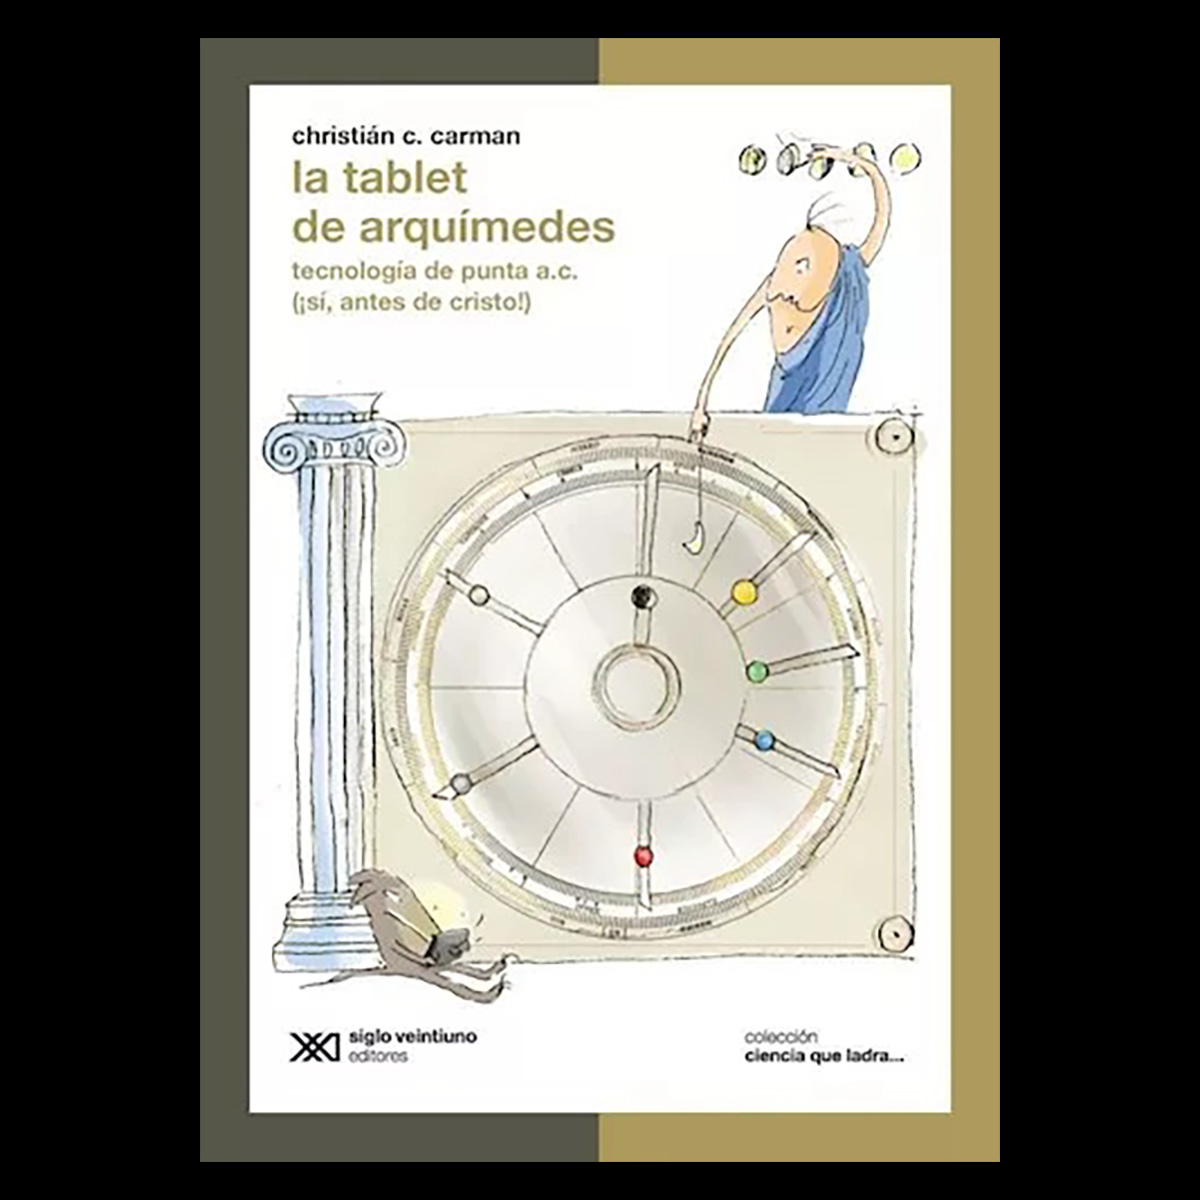 christián c. carman
la tablet
de arquímedes
tecnología de punta a.c.
(¡sí, antes de cristo!)
siglo veintiuno
editores
colección
ciencia que ladra...